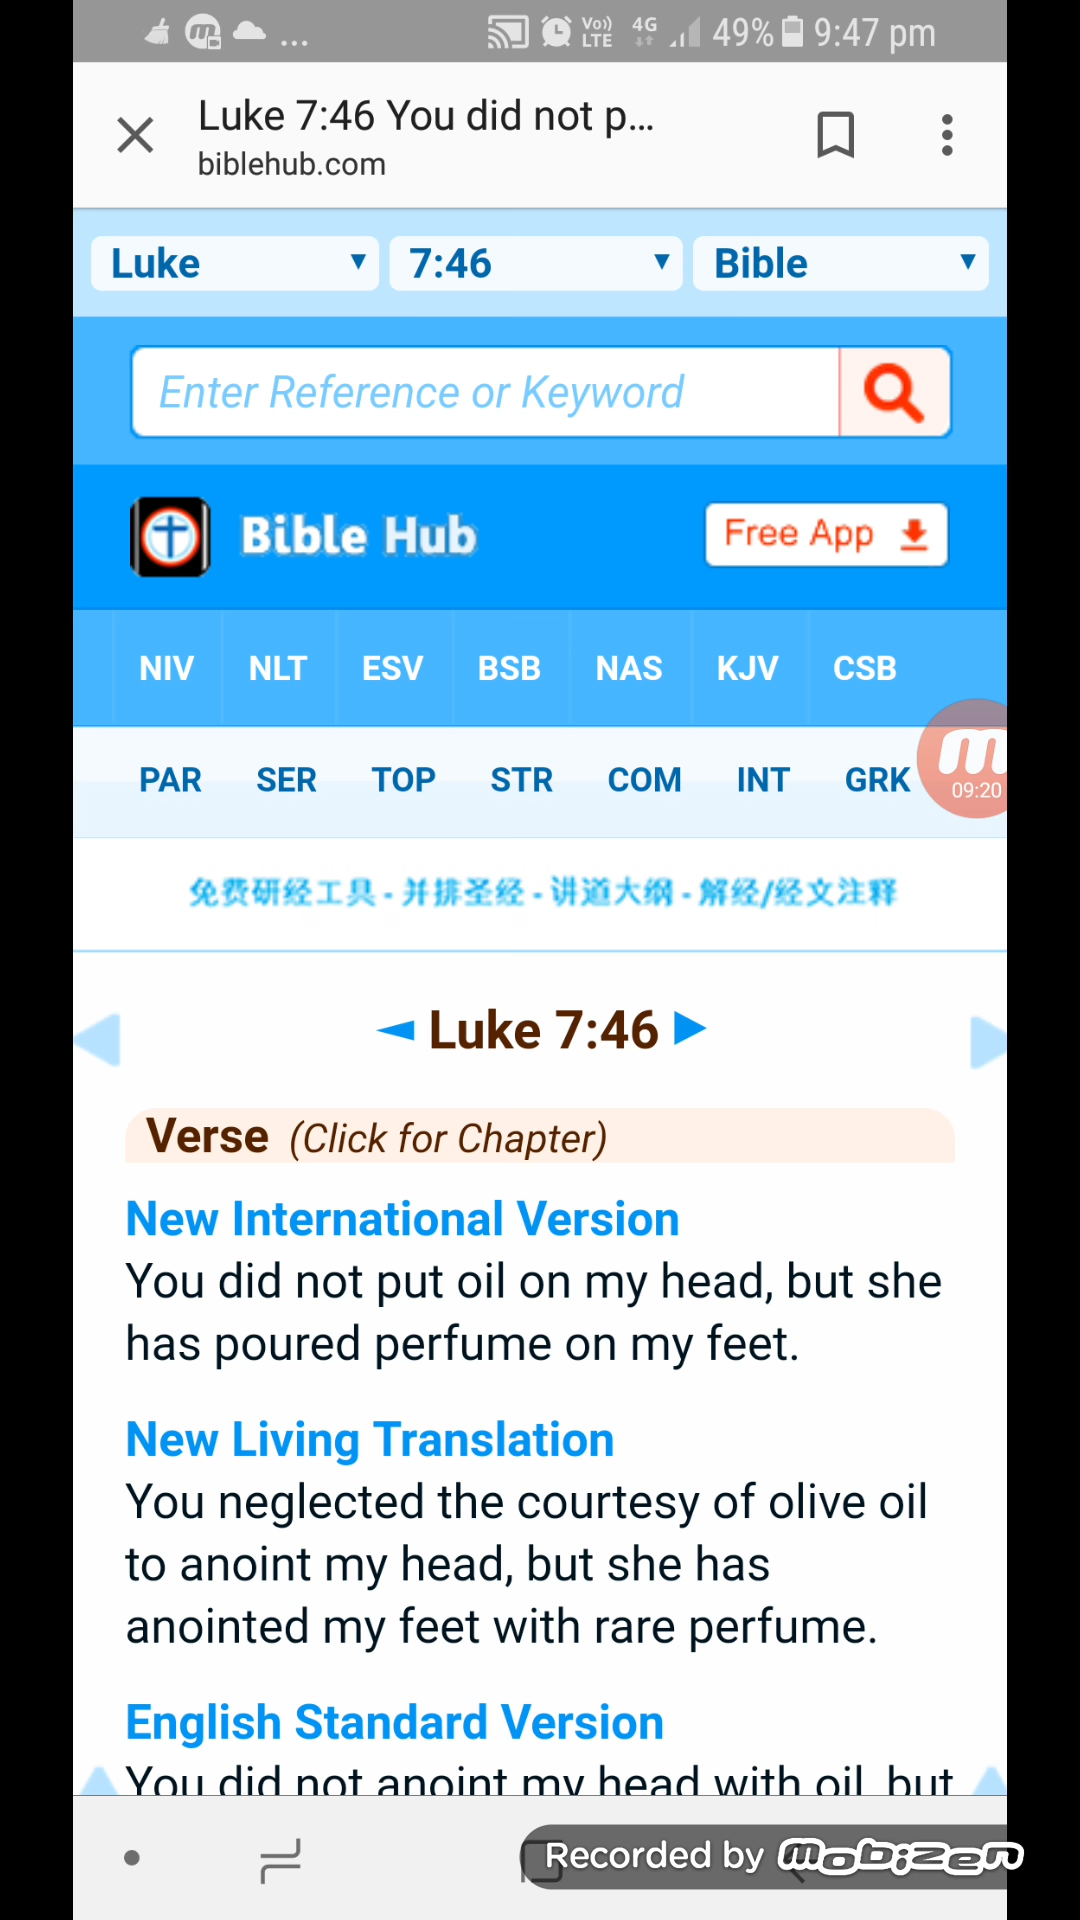 ... Vo)) LTE 4G 49% 9:47 pm
Luke 7:46 You did not p...
biblehub.com
Luke 7:46 Bible
Enter Reference or Keyword
Bible Hub Free App
NIV NLT ESV BSB NAS KJV CSB
PAR SER TOP STR COM INT GRK
m 09:20
免费研经工具 - 并排圣经 - 讲道大纲 - 解经/经文注释
Luke 7:46
Verse (Click for Chapter)
New International Version
You did not put oil on my head, but she
has poured perfume on my feet.
New Living Translation
You neglected the courtesy of olive oil
to anoint my head, but she has
anointed my feet with rare perfume.
English Standard Version
You did not anoint my head with oil, but
Recorded by mobizen